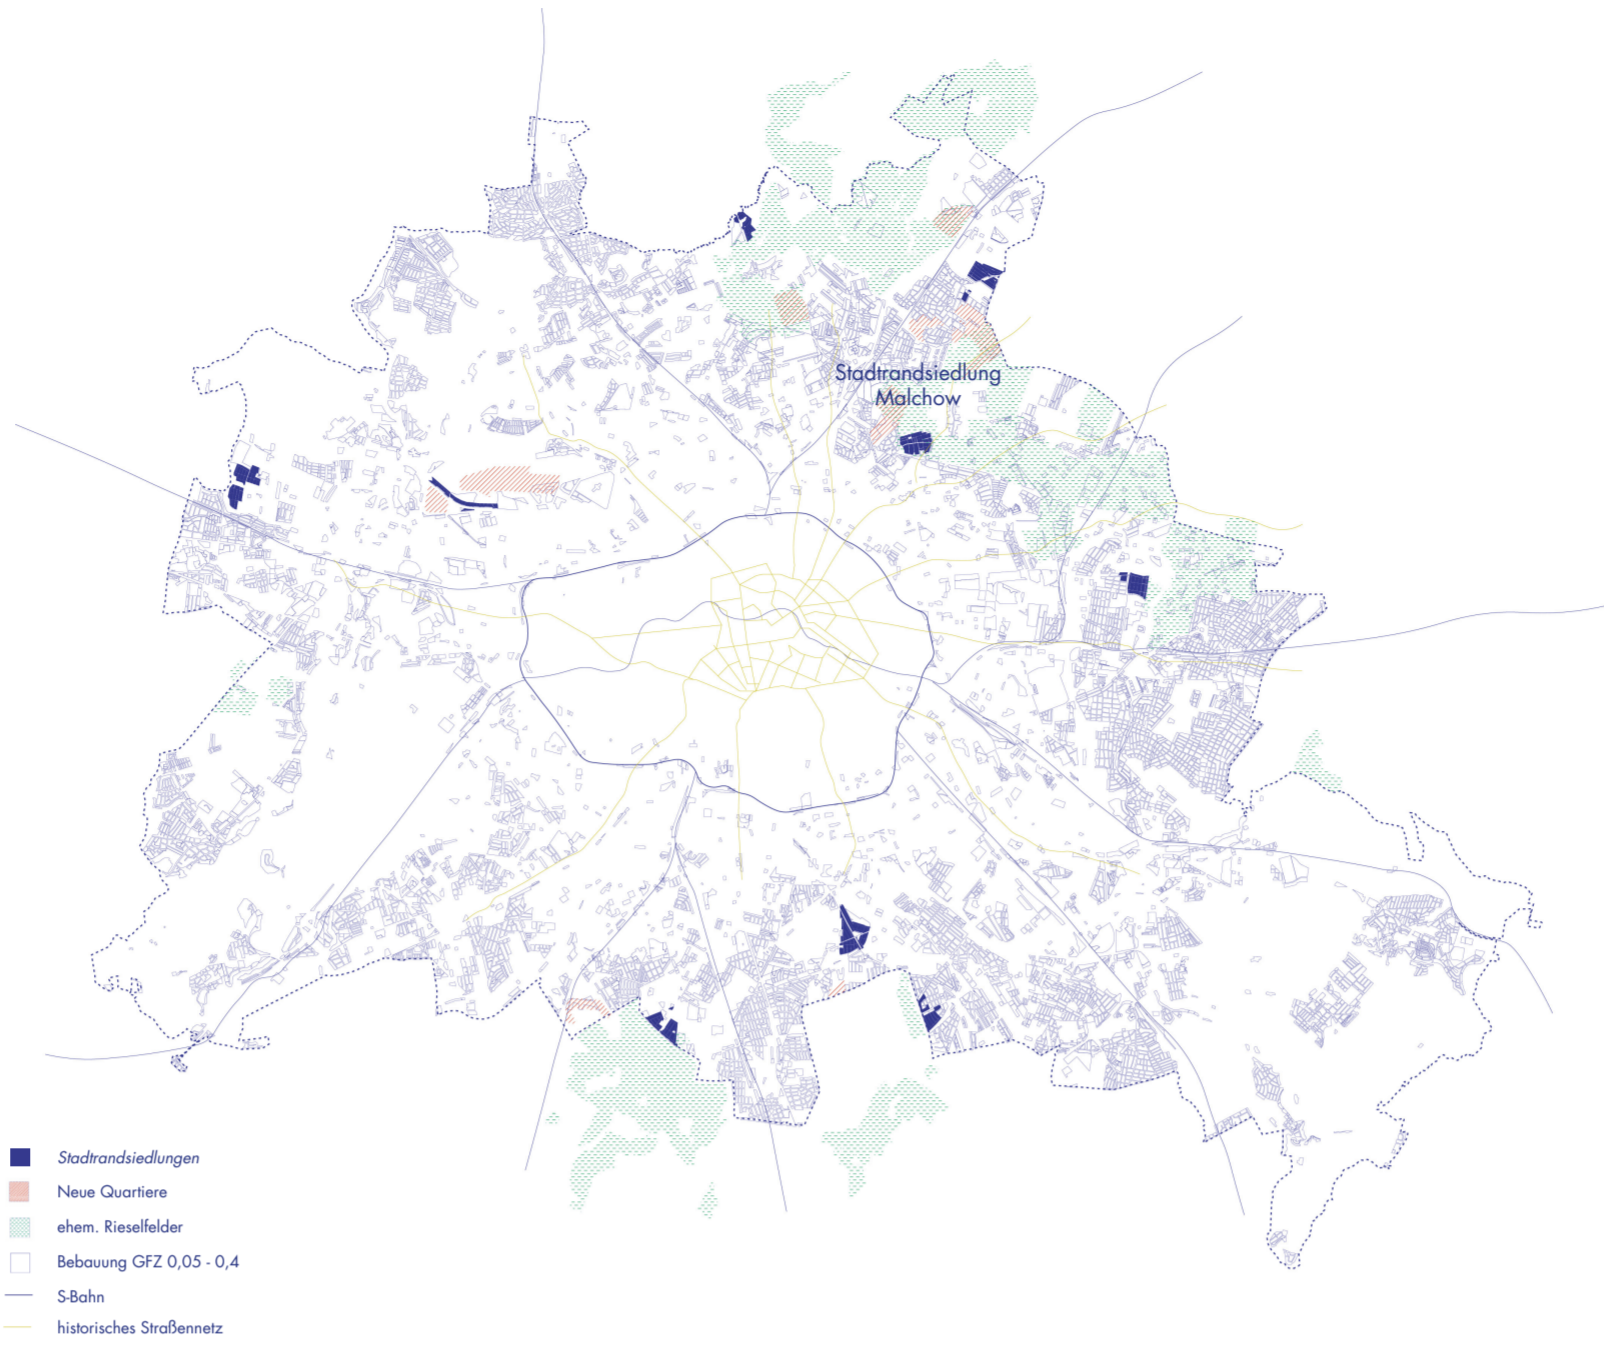 Stadtrandsiedlung
Malchow
Stadtrandsiedlungen
Neue Quartiere
ehem. Rieselfelder
Bebauung GFZ 0,05 - 0,4
S-Bahn
historisches Straßennetz